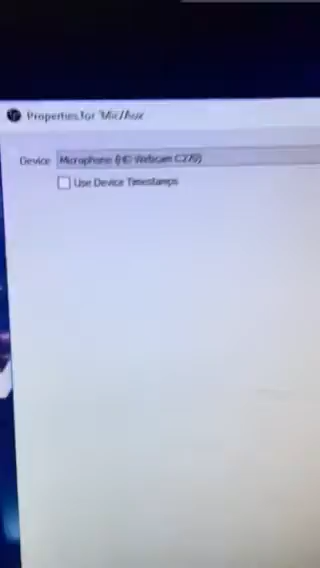 Properties for 'Mic/Aux'
Device Microphone (HD Webcam C270)
Use Device Timestamps